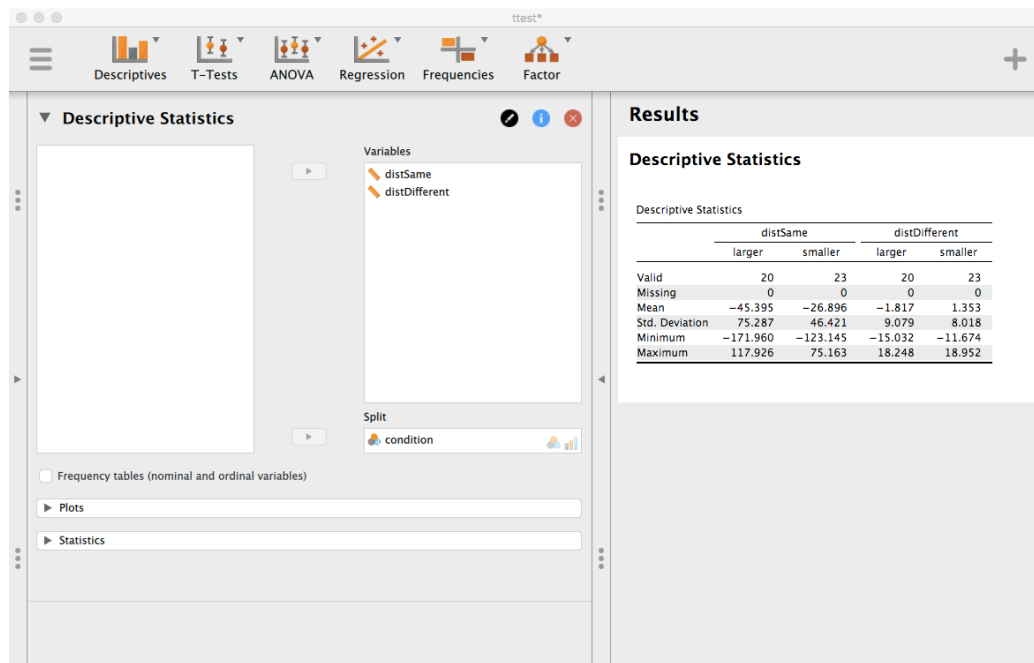 ttest*
Descriptives T-Tests ANOVA Regression Frequencies Factor
Descriptive Statistics
Variables
distSame
distDifferent
Split
condition
Frequency tables (nominal and ordinal variables)
Plots
Statistics
Results
Descriptive Statistics
Descriptive Statistics
distSame distDifferent
larger smaller larger smaller
Valid 20 23 20 23
Missing 0 0 0 0
Mean −45.395 −26.896 −1.817 1.353
Std. Deviation 75.287 46.421 9.079 8.018
Minimum −171.960 −123.145 −15.032 −11.674
Maximum 117.926 75.163 18.248 18.952